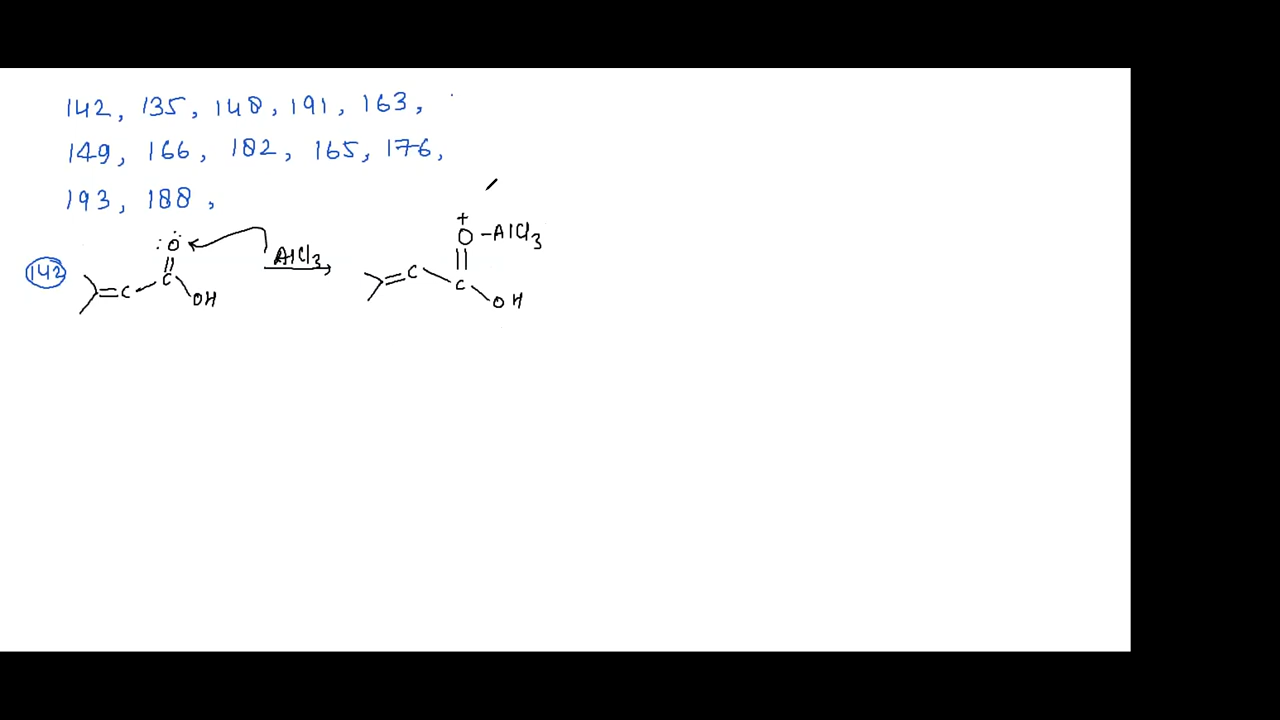 142, 135, 148, 191, 163,
149, 166, 182, 165, 176,
193, 188,
142
:Ö
C C OH
AlCl3
+
O -AlCl3
C C OH